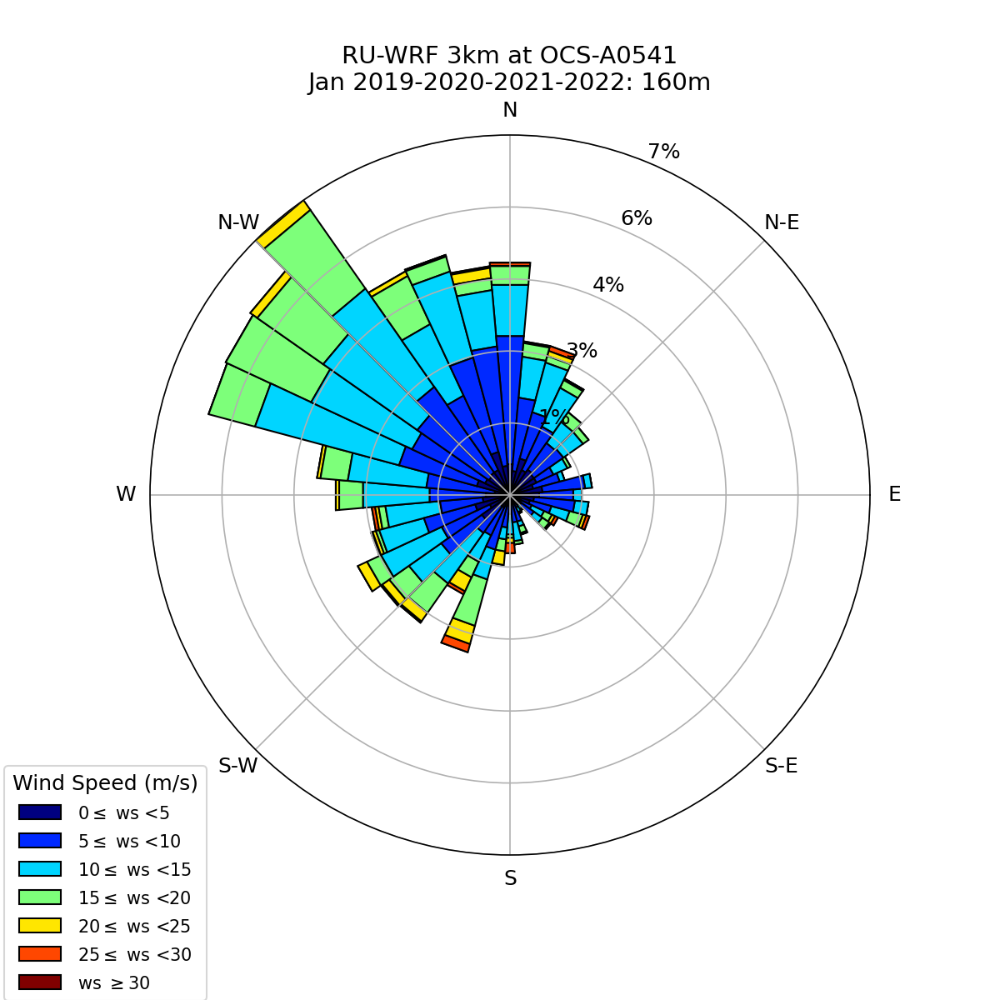 RU-WRF 3km at OCS-A0541
Jan 2019-2020-2021-2022: 160m
N
7%
N-W
6%
N-E
4%
3%
1%
W
E
S-W
S-E
S
Wind Speed (m/s)
0 ≤ ws <5
5 ≤ ws <10
10 ≤ ws <15
15 ≤ ws <20
20 ≤ ws <25
25 ≤ ws <30
ws ≥ 30